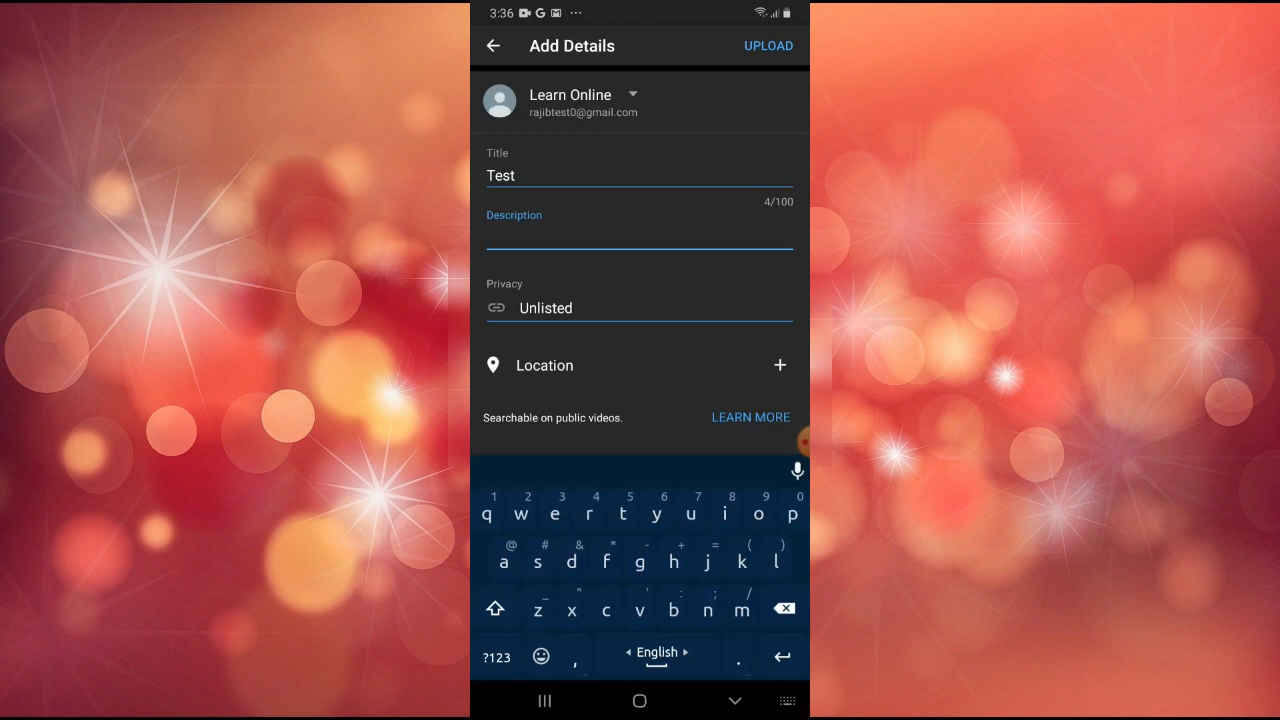 3:36 G ···
Add Details UPLOAD
Learn Online
rajibtest0@gmail.com
Title
Test
4/100
Description
Privacy
Unlisted
Location +
Searchable on public videos. LEARN MORE
1 2 3 4 5 6 7 8 9 0
q w e r t y u i o p
@ # & * - + = ( )
a s d f g h j k l
_ " ' : ; /
z x c v b n m
?123 , English .